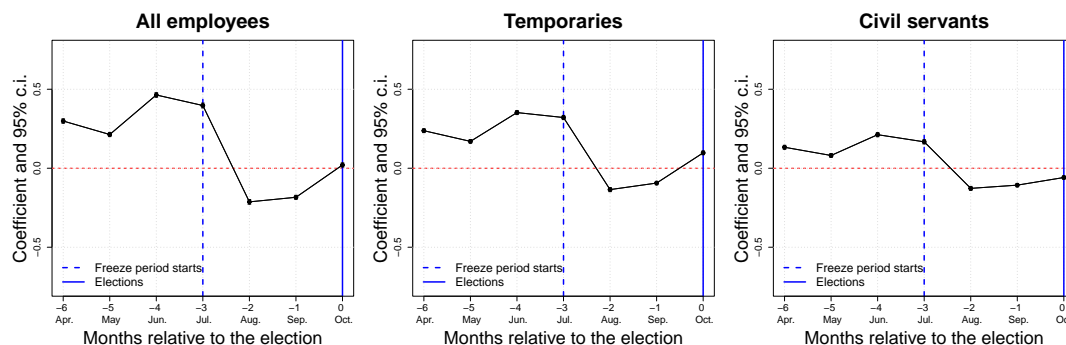 All employees
Coefficient and 95% c.i.
0.5
0.0
−0.5
Freeze period starts
Elections
−6 −5 −4 −3 −2 −1 0
Apr. May Jun. Jul. Aug. Sep. Oct.
Months relative to the election
Temporaries
Coefficient and 95% c.i.
0.5
0.0
−0.5
Freeze period starts
Elections
−6 −5 −4 −3 −2 −1 0
Apr. May Jun. Jul. Aug. Sep. Oct.
Months relative to the election
Civil servants
Coefficient and 95% c.i.
0.5
0.0
−0.5
Freeze period starts
Elections
−6 −5 −4 −3 −2 −1 0
Apr. May Jun. Jul. Aug. Sep. Oct.
Months relative to the election